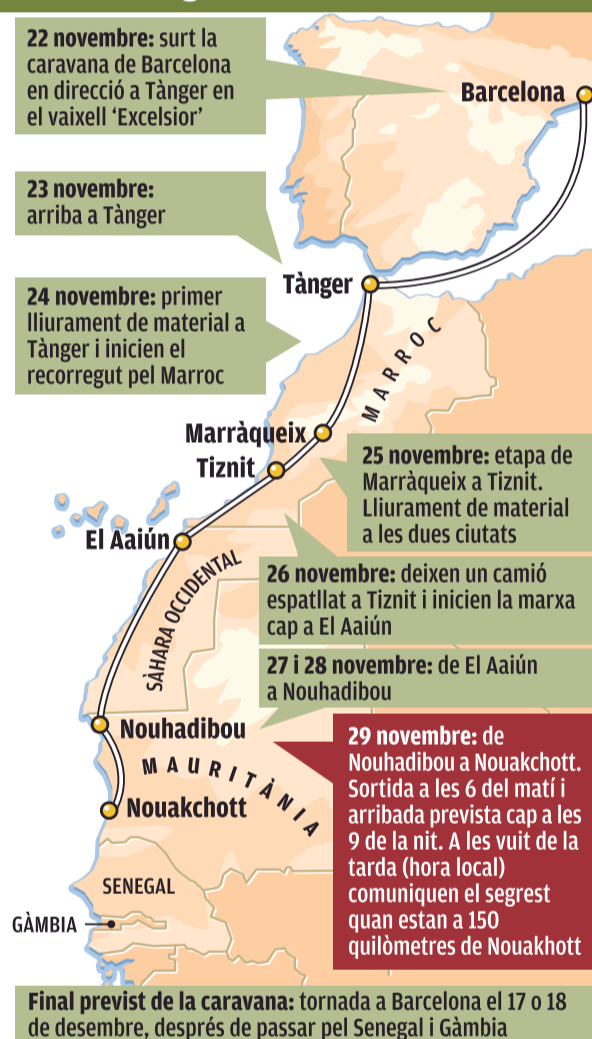 22 novembre: surt la
caravana de Barcelona
en direcció a Tànger en
el vaixell ‘Excelsior’
Barcelona
23 novembre:
arriba a Tànger
Tànger
24 novembre: primer
lliurament de material a
Tànger i inicien el
recorregut pel Marroc
MARROC
Marràqueix
Tiznit
25 novembre: etapa de
Marràqueix a Tiznit.
Lliurament de material
a les dues ciutats
El Aaiún
26 novembre: deixen un camió
espatllat a Tiznit i inicien la marxa
cap a El Aaiún
SÀHARA OCCIDENTAL
27 i 28 novembre: de El Aaiún
a Nouhadibou
Nouhadibou
MAURITÀNIA
Nouakchott
29 novembre: de
Nouhadibou a Nouakchott.
Sortida a les 6 del matí i
arribada prevista cap a les
9 de la nit. A les vuit de la
tarda (hora local)
comuniquen el segrest
quan estan a 150
quilòmetres de Nouakhott
SENEGAL
GÀMBIA
Final previst de la caravana: tornada a Barcelona el 17 o 18
de desembre, després de passar pel Senegal i Gàmbia